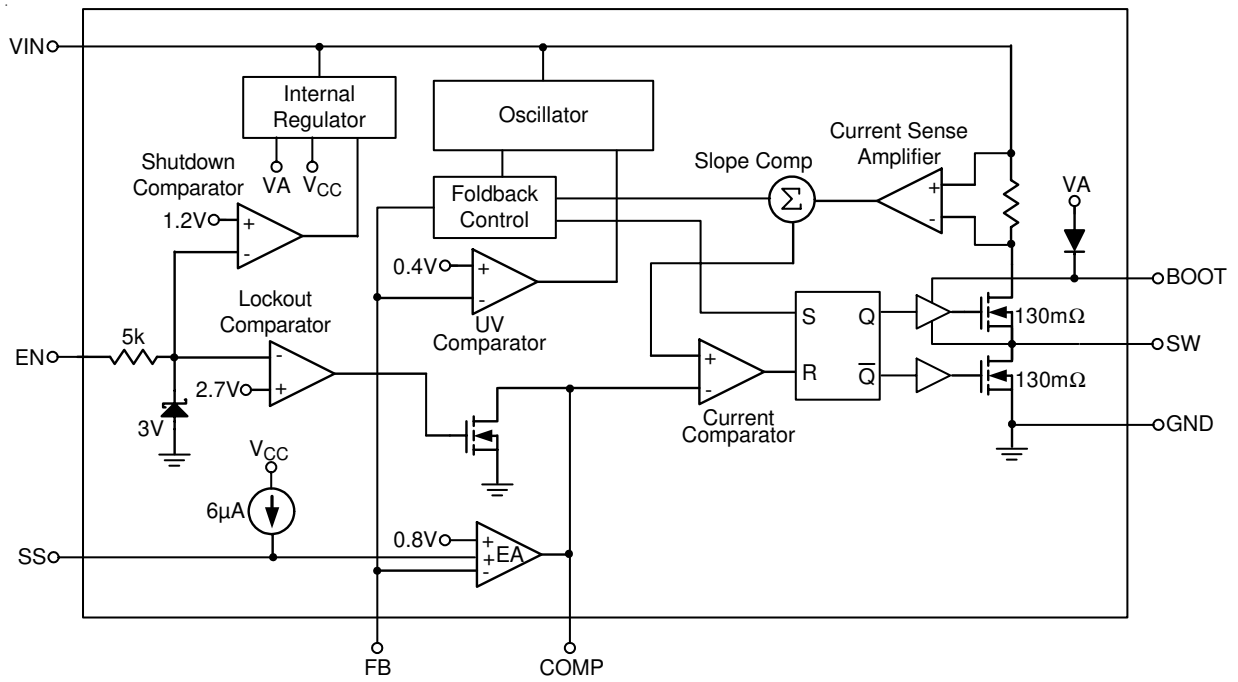 VIN
Internal
Regulator
Oscillator
Current Sense
Amplifier
Shutdown
Comparator
VA
VCC
Slope Comp
VA
Foldback
Control
Σ
+
-
1.2V
+
-
0.4V
+
-
BOOT
Lockout
Comparator
UV
Comparator
S
Q
130mΩ
5k
EN
-
+
2.7V
+
-
R
Q̅
SW
130mΩ
3V
Current
Comparator
GND
VCC
6µA
0.8V
+
+
-
EA
SS
FB
COMP